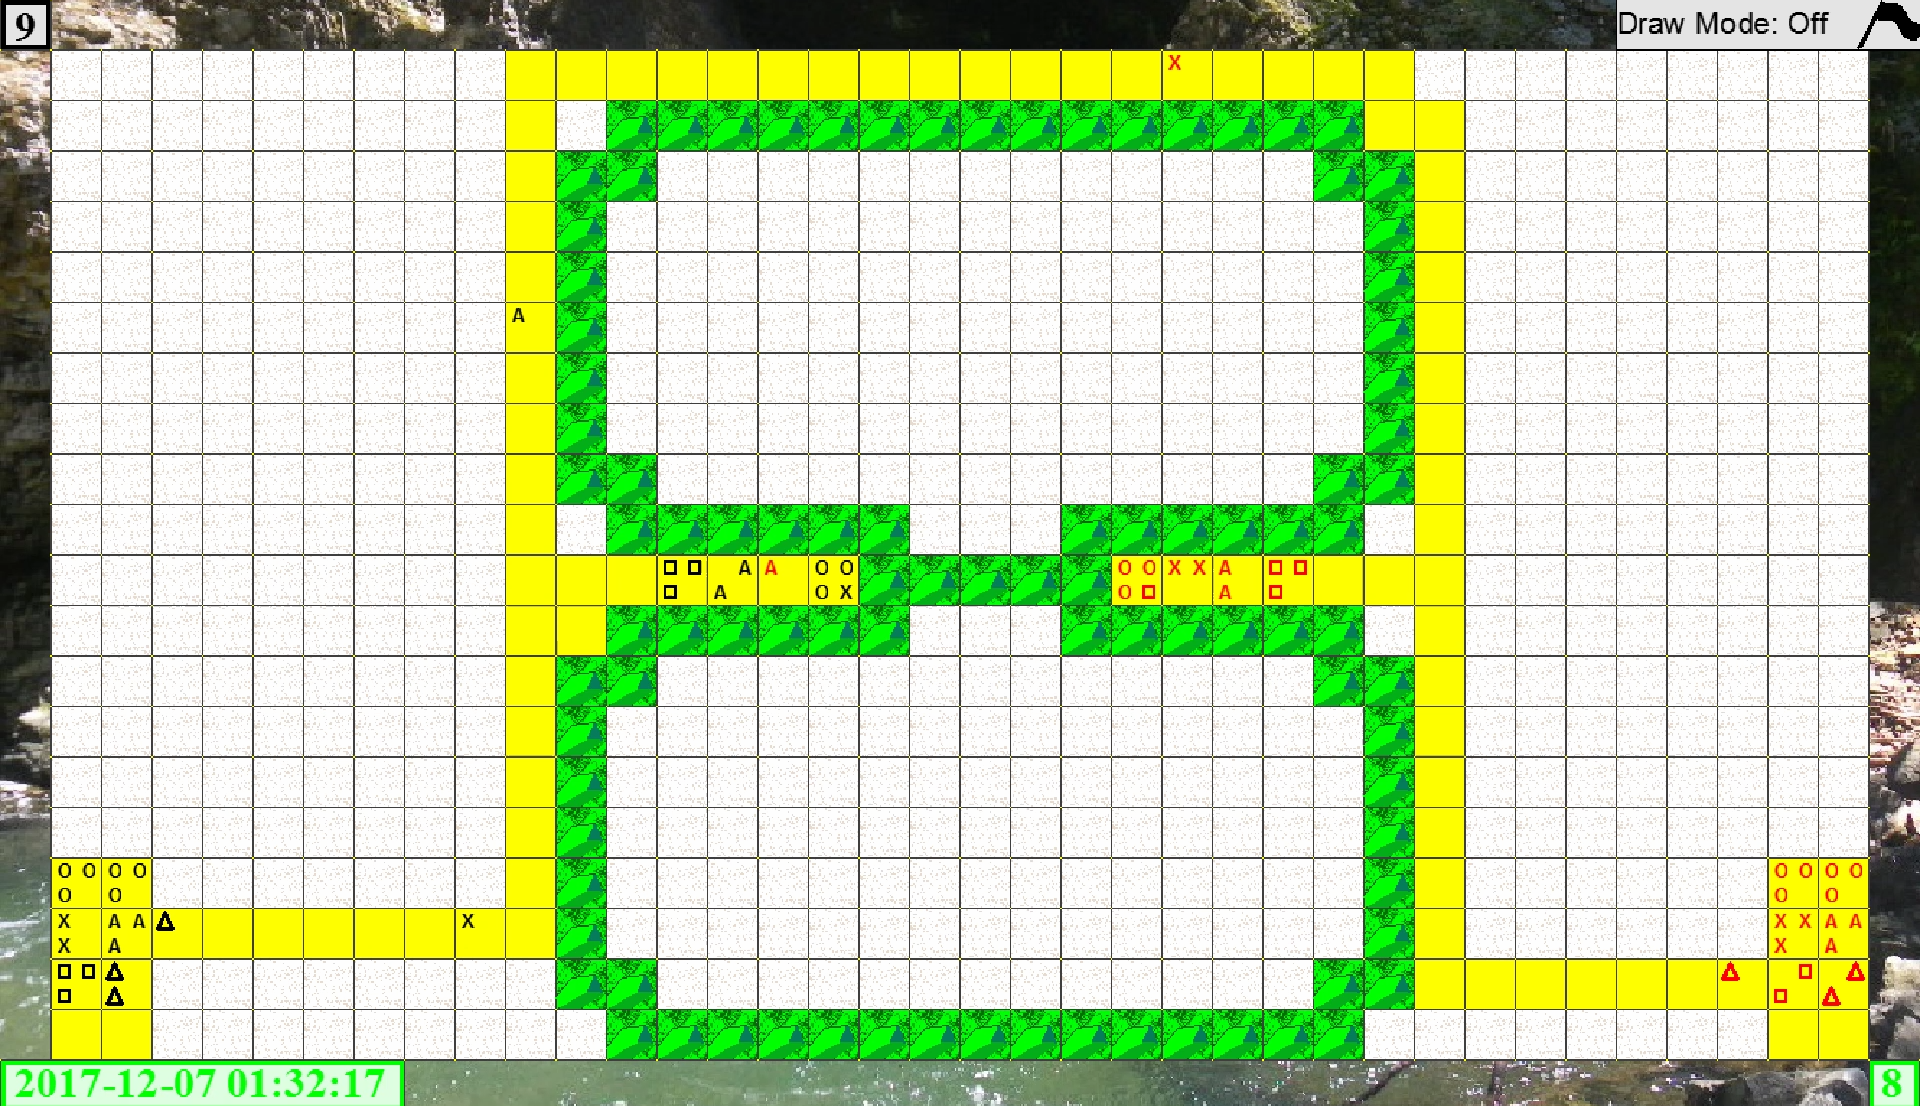 9
Draw Mode: Off
X
A
A A O O O O X X A
A O X O A
O O O O O O O O
O O O O
X A A X X X A A
X A X A
2017-12-07 01:32:17
8